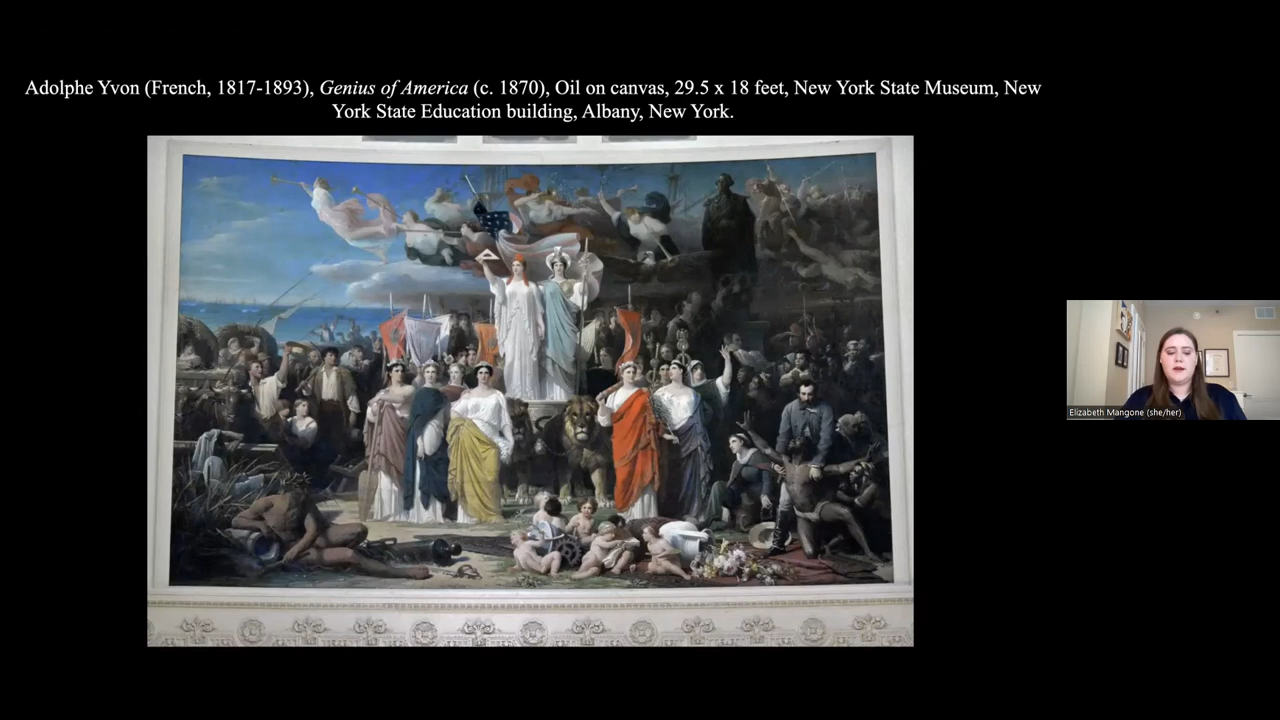 Adolphe Yvon (French, 1817-1893), Genius of America (c. 1870), Oil on canvas, 29.5 x 18 feet, New York State Museum, New
York State Education building, Albany, New York.
Elizabeth Mangone (she/her)